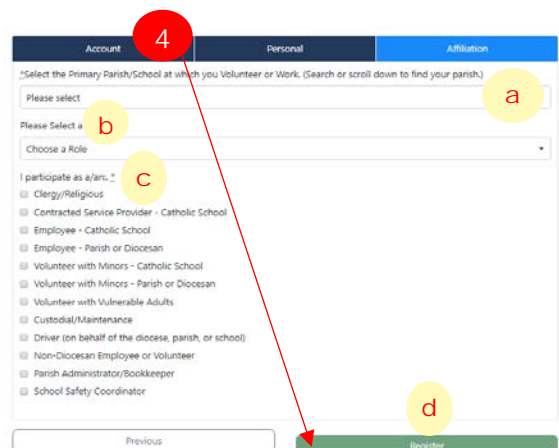 4
Account Personal Affiliation
*Select the Primary Parish/School at which you Volunteer or Work. (Search or scroll down to find your parish.)
Please select a
Please Select a b
Choose a Role
I participate as a/an: * c
Clergy/Religious
Contracted Service Provider - Catholic School
Employee - Catholic School
Employee - Parish or Diocesan
Volunteer with Minors - Catholic School
Volunteer with Minors - Parish or Diocesan
Volunteer with Vulnerable Adults
Custodial/Maintenance
Driver (on behalf of the diocese, parish, or school)
Non-Diocesan Employee or Volunteer
Parish Administrator/Bookkeeper
School Safety Coordinator
d
Previous Register